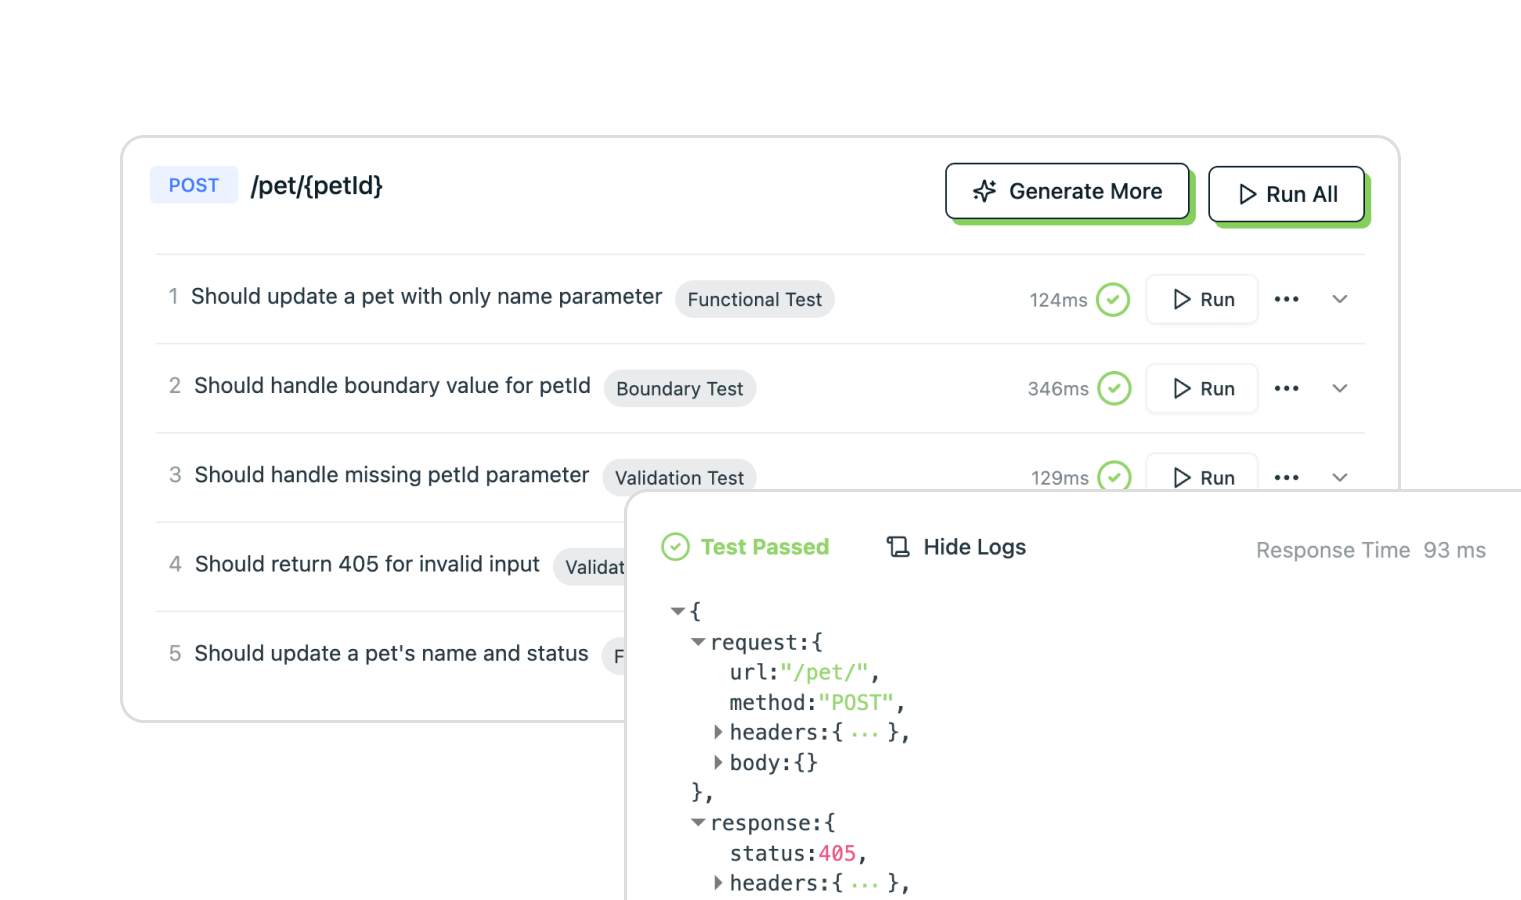 POST /pet/{petId}
Generate More
Run All
1 Should update a pet with only name parameter Functional Test 124ms Run
2 Should handle boundary value for petId Boundary Test 346ms Run
3 Should handle missing petId parameter Validation Test 129ms Run
4 Should return 405 for invalid input Validat
5 Should update a pet's name and status F
Test Passed Hide Logs Response Time 93 ms
{
request:{
url:"/pet/",
method:"POST",
headers:{ ... },
body:{}
},
response:{
status:405,
headers:{ ... },